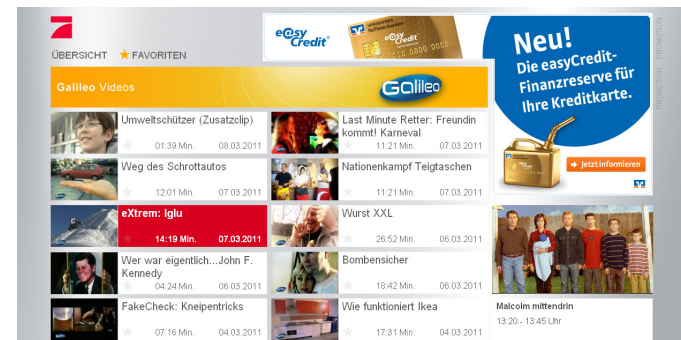 easy
Credit
Volksbanken
Raiffeisenbanken
ÜBERSICHT ★ FAVORITEN
Neu!
Die easyCredit-
Finanzreserve für
Ihre Kreditkarte.
Jetzt informieren
PROMOTION
PROMOTION
Galileo Videos
Galileo
Umweltschützer (Zusatzclip)
01:39 Min. 08.03.2011
Last Minute Retter: Freundin
kommt! Karneval
11:21 Min. 07.03.2011
Weg des Schrottautos
12:01 Min. 07.03.2011
Nationenkampf Teigtaschen
11:21 Min. 07.03.2011
eXtrem: Iglu
14:19 Min. 07.03.2011
Wurst XXL
26:52 Min. 06.03.2011
Wer war eigentlich...John F.
Kennedy
04:24 Min. 06.03.2011
Bombensicher
18:42 Min. 06.03.2011
FakeCheck: Kneipentricks
07:16 Min. 04.03.2011
Wie funktioniert Ikea
17:31 Min. 04.03.2011
Malcolm mittendrin
13:20 - 13:45 Uhr